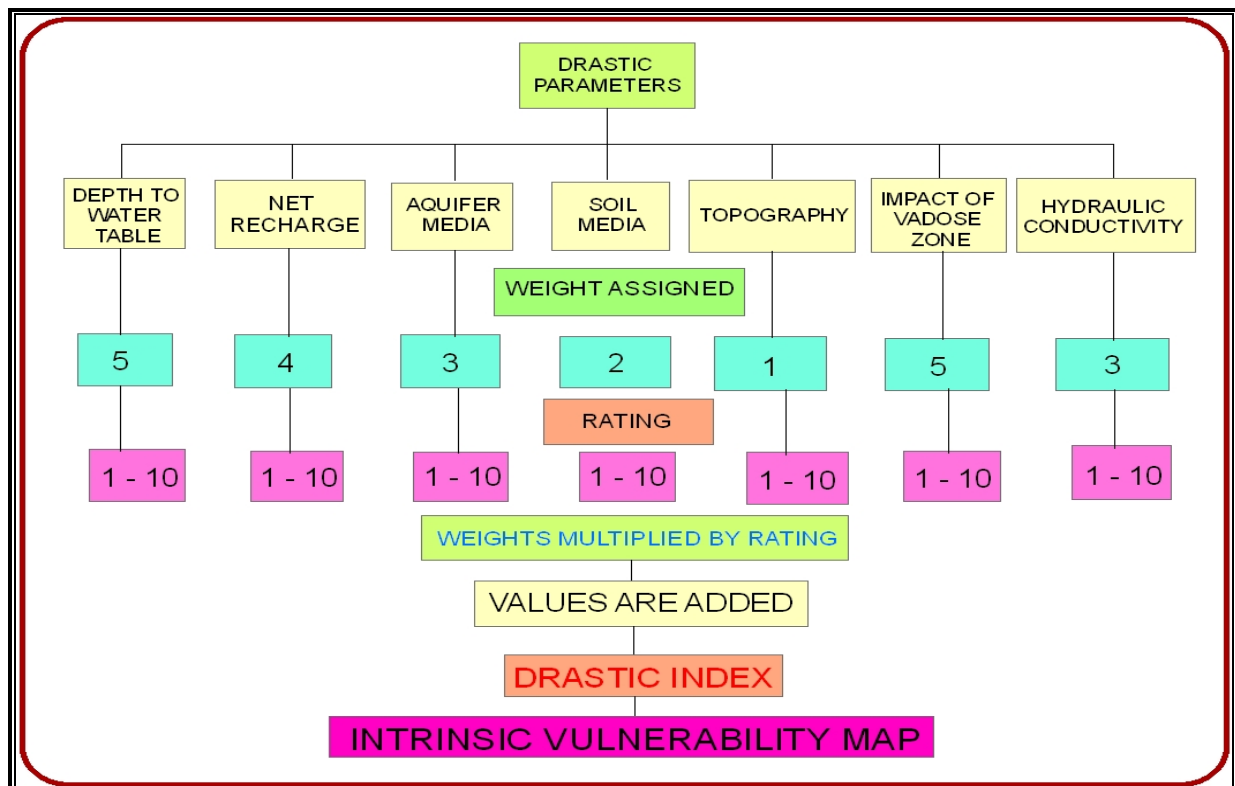 DRASTIC
PARAMETERS
DEPTH TO
WATER
TABLE
NET
RECHARGE
AQUIFER
MEDIA
SOIL
MEDIA
TOPOGRAPHY
IMPACT OF
VADOSE
ZONE
HYDRAULIC
CONDUCTIVITY
WEIGHT ASSIGNED
5
4
3
2
1
5
3
RATING
1 - 10
1 - 10
1 - 10
1 - 10
1 - 10
1 - 10
1 - 10
WEIGHTS MULTIPLIED BY RATING
VALUES ARE ADDED
DRASTIC INDEX
INTRINSIC VULNERABILITY MAP